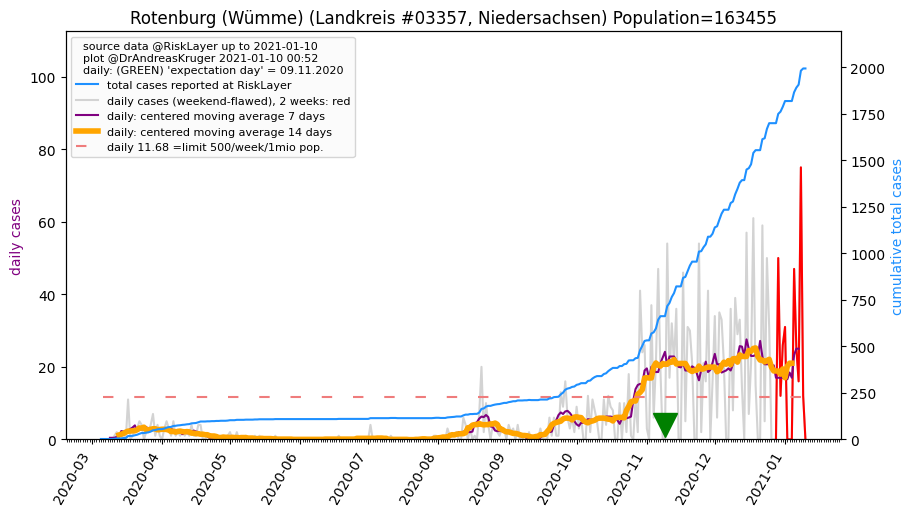 Rotenburg (Wümme) (Landkreis #03357, Niedersachsen) Population=163455
source data @RiskLayer up to 2021-01-10
plot @DrAndreasKruger 2021-01-10 00:52
daily: (GREEN) 'expectation day' = 09.11.2020
total cases reported at RiskLayer
daily cases (weekend-flawed), 2 weeks: red
daily: centered moving average 7 days
daily: centered moving average 14 days
daily 11.68 =limit 500/week/1mio pop.
daily cases
100
80
60
40
20
0
cumulative total cases
2000
1750
1500
1250
1000
750
500
250
0
2020-03
2020-04
2020-05
2020-06
2020-07
2020-08
2020-09
2020-10
2020-11
2020-12
2021-01